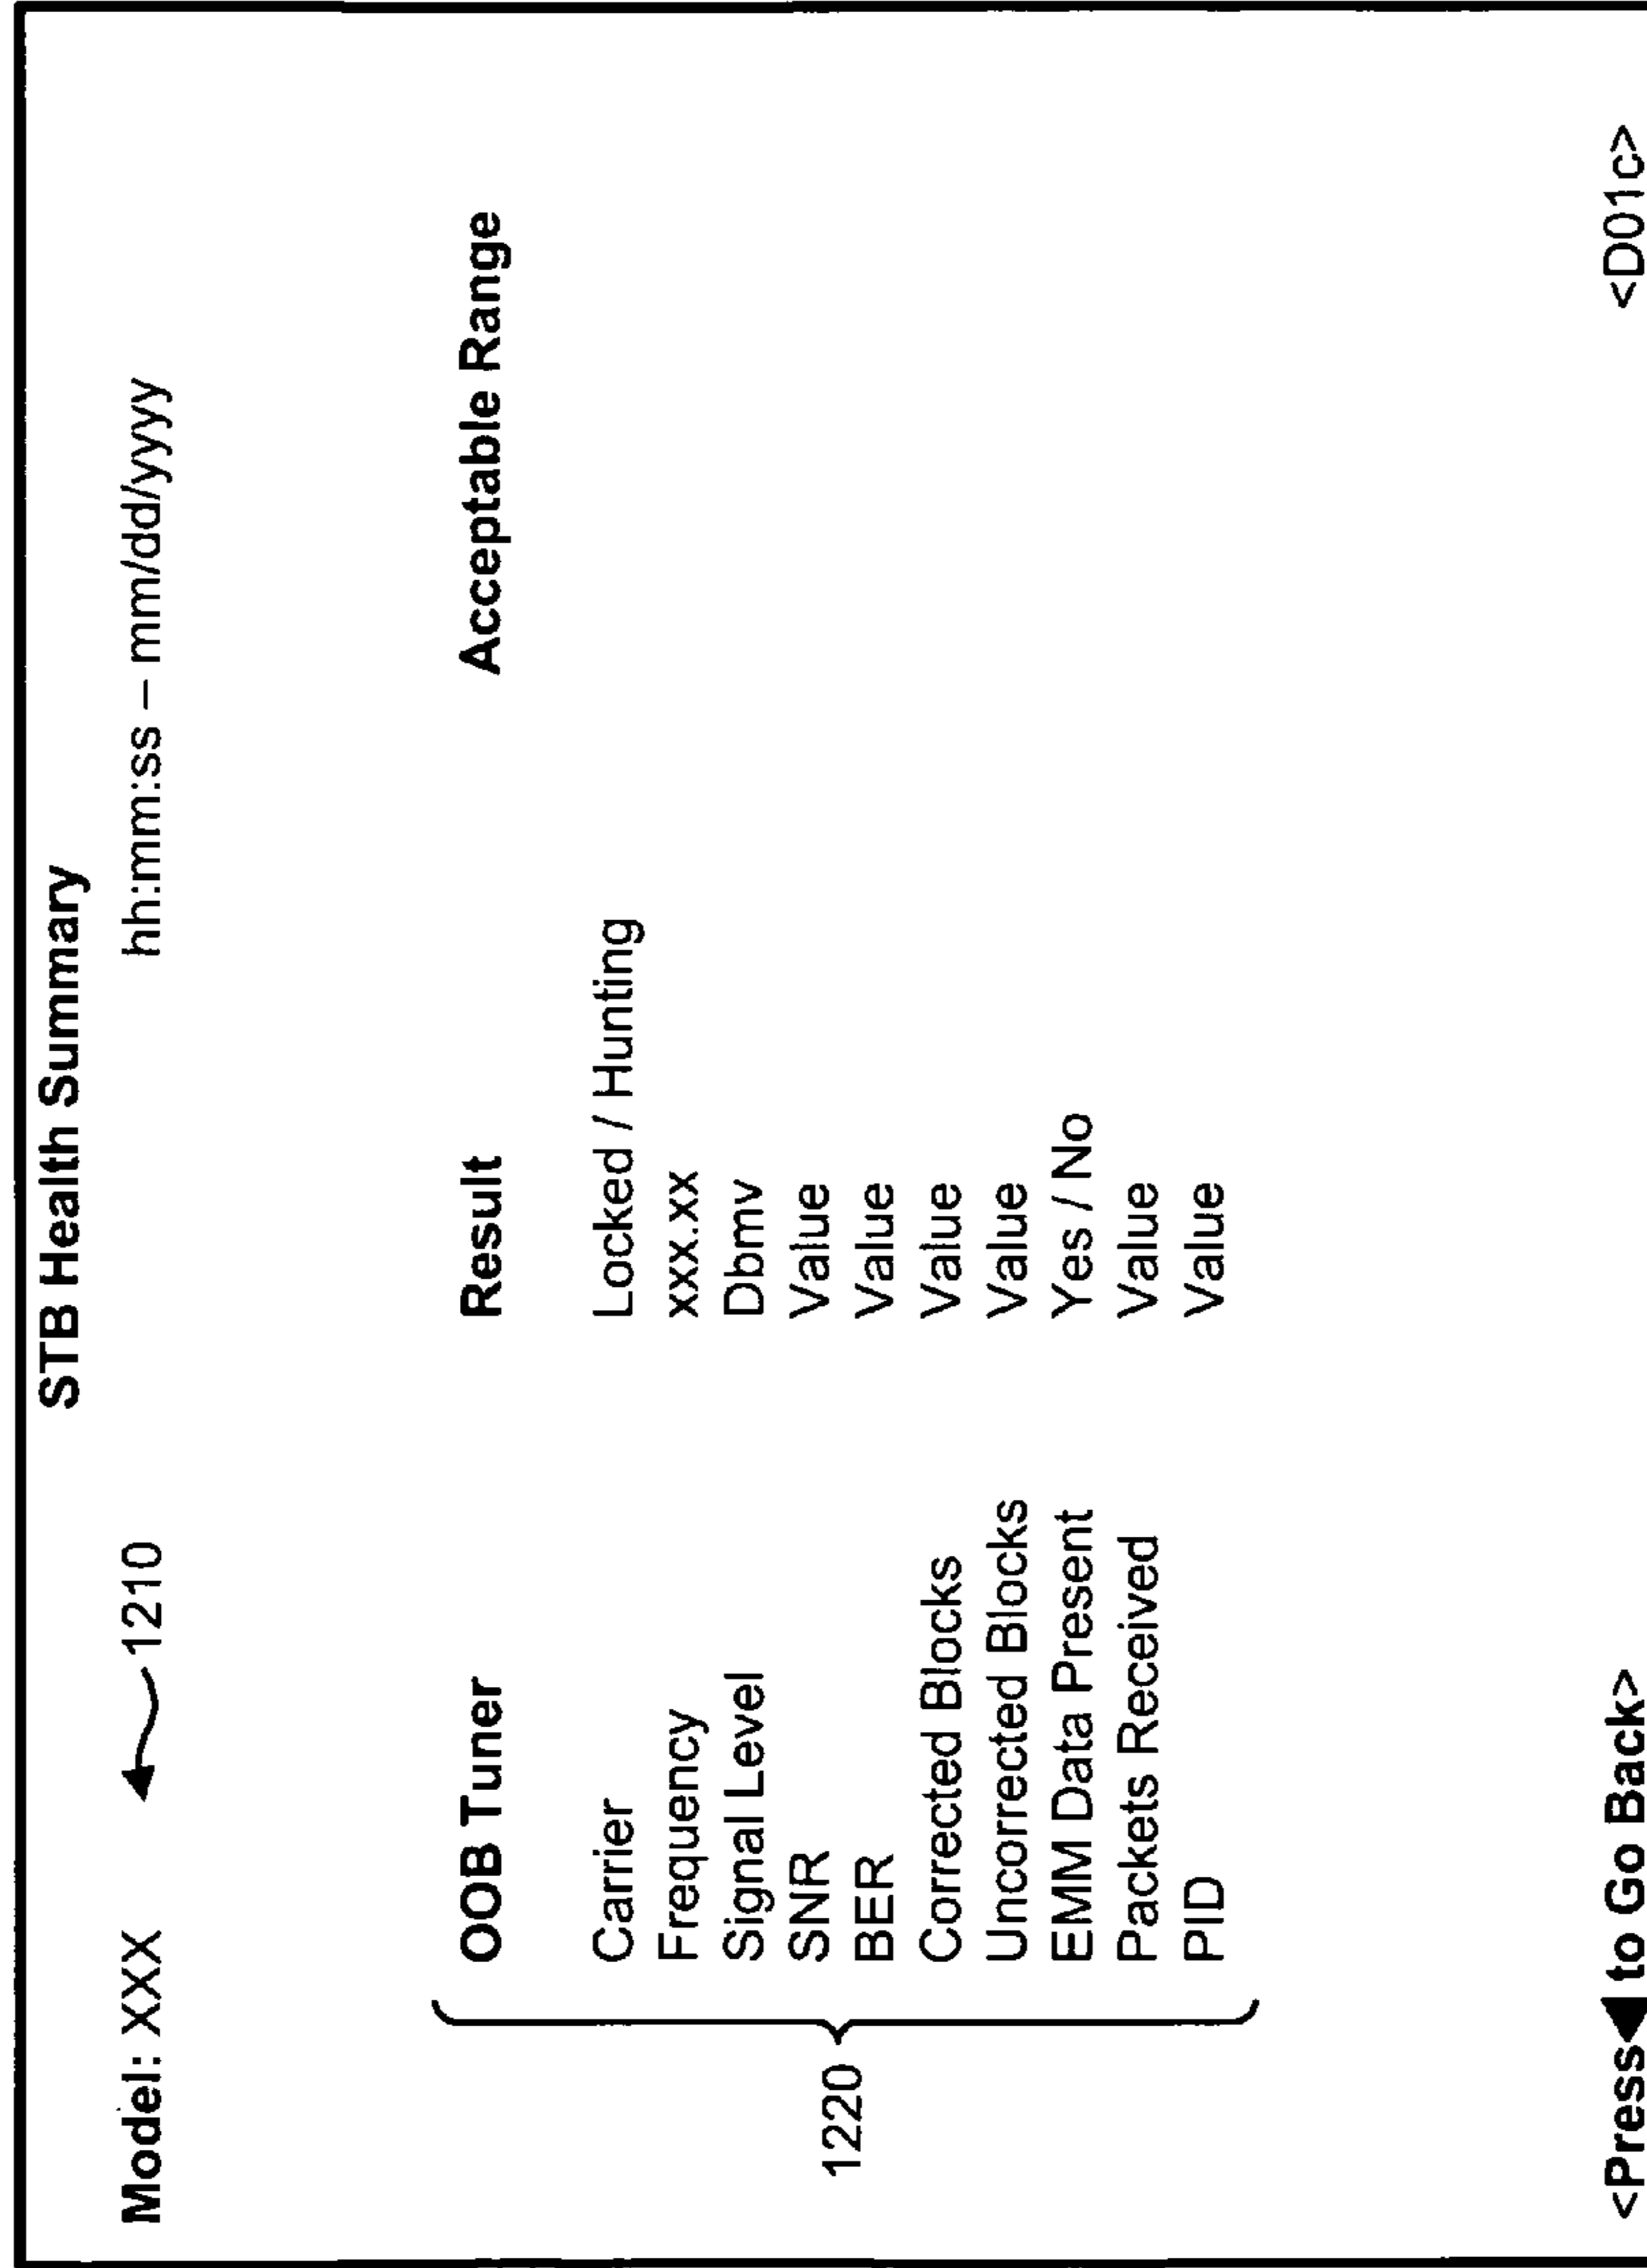 STB Health Summary
Model: XXX 1210 hh:mm:ss – mm/dd/yyyy
OOB Tuner Result Acceptable Range
Carrier Locked / Hunting
Frequency xxx.xx
Signal Level Dbmv
SNR Value
BER Value
Corrected Blocks Value
Uncorrected Blocks Value
EMM Data Present Yes / No
Packets Received Value
PID Value
1220
<Press◄ to Go Back> <D01c>